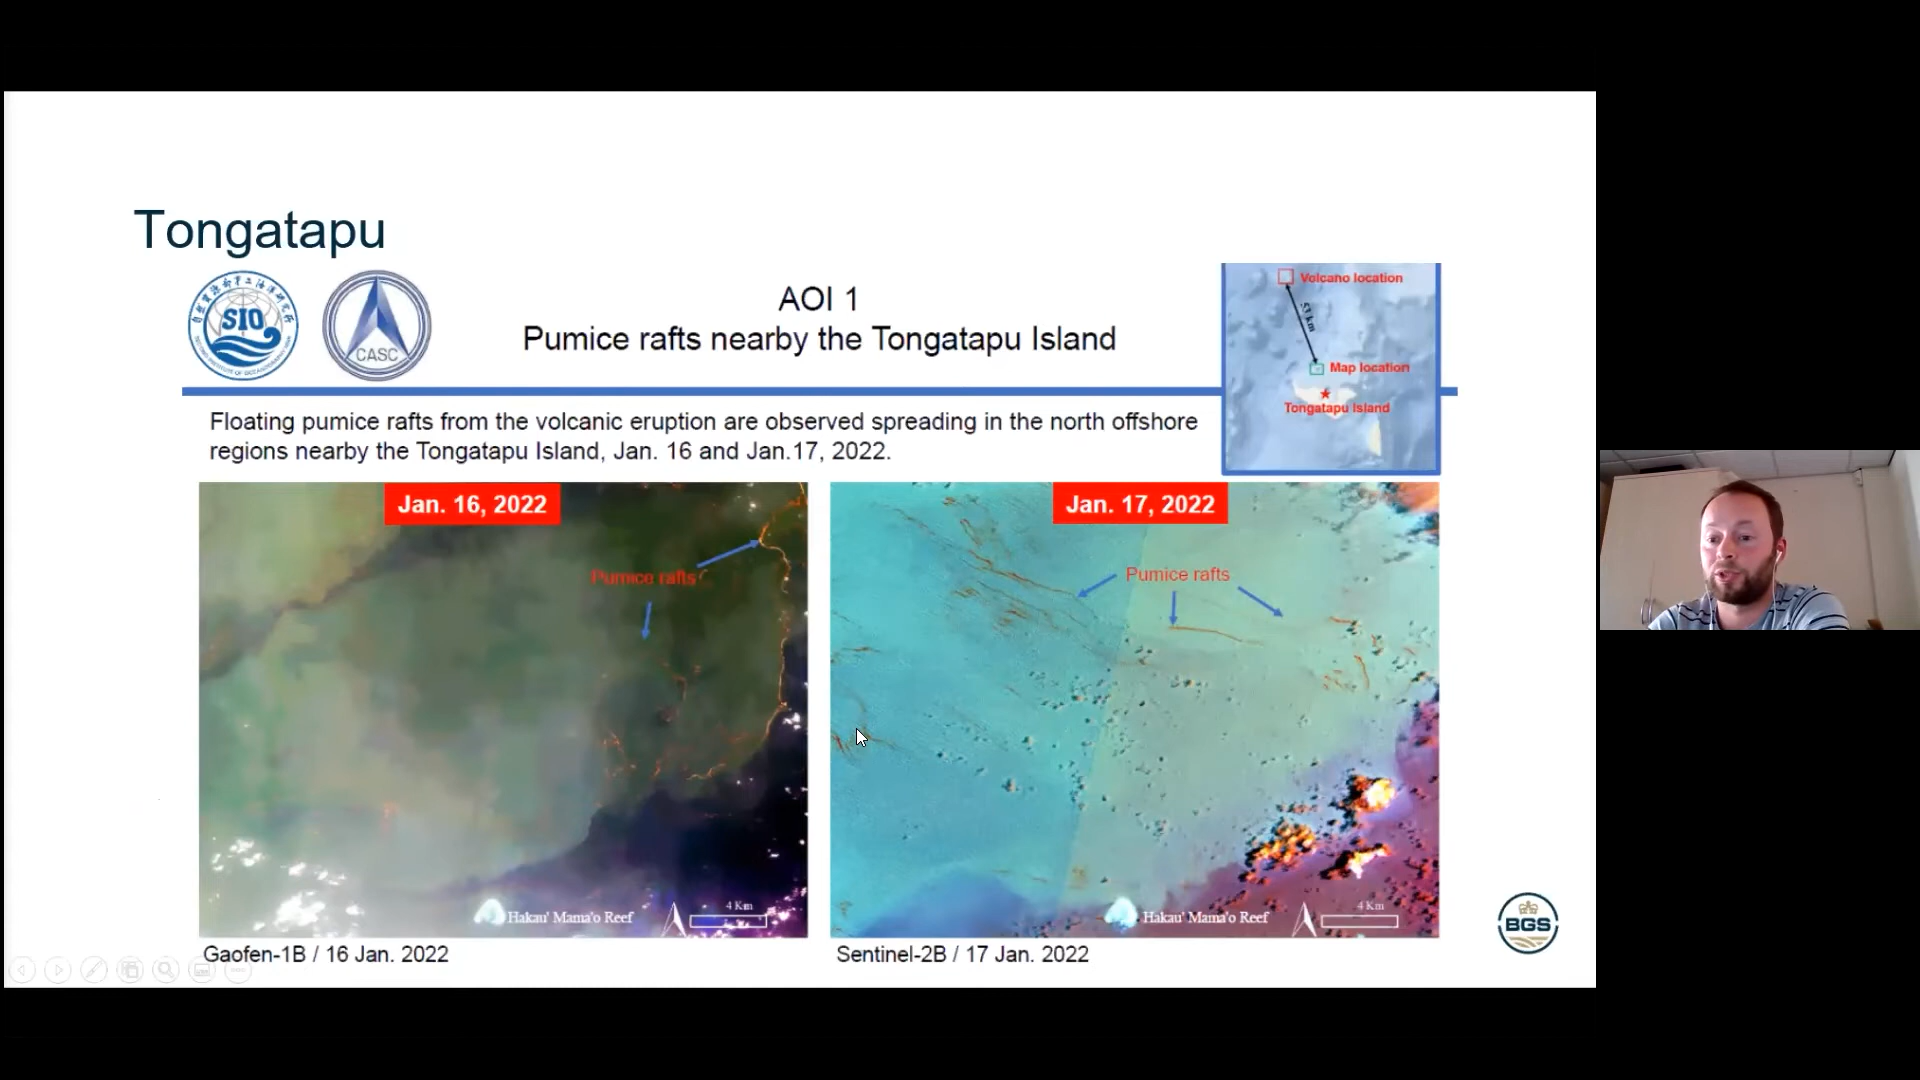 Tongatapu
SIO
CASC
AOI 1
Pumice rafts nearby the Tongatapu Island
Volcano location
53 km
Map location
Tongatapu Island
Floating pumice rafts from the volcanic eruption are observed spreading in the north offshore
regions nearby the Tongatapu Island, Jan. 16 and Jan.17, 2022.
Jan. 16, 2022
Pumice rafts
Hakau' Mama'o Reef
4 Km
Gaofen-1B / 16 Jan. 2022
Jan. 17, 2022
Pumice rafts
Hakau' Mama'o Reef
4 Km
Sentinel-2B / 17 Jan. 2022
BGS